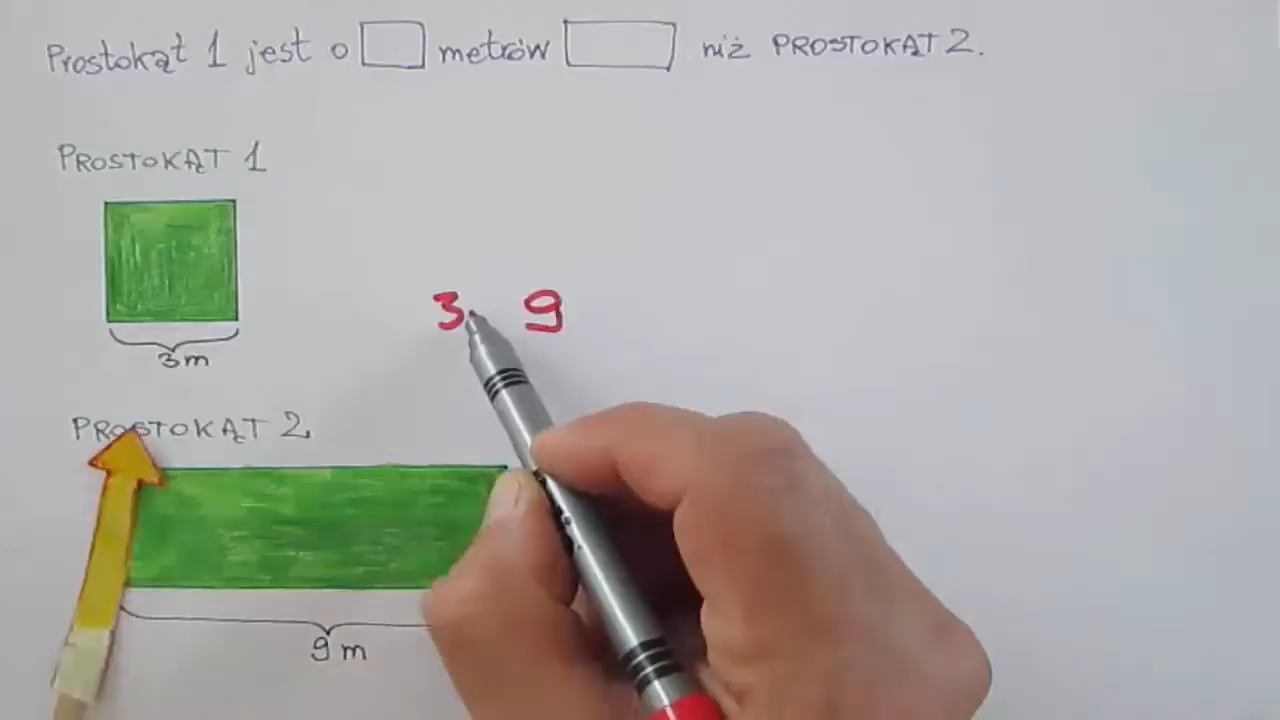 Prostokąt 1 jest o metrów niż PROSTOKĄT 2.
PROSTOKĄT 1
3m
3 9
PROSTOKĄT 2
9 m